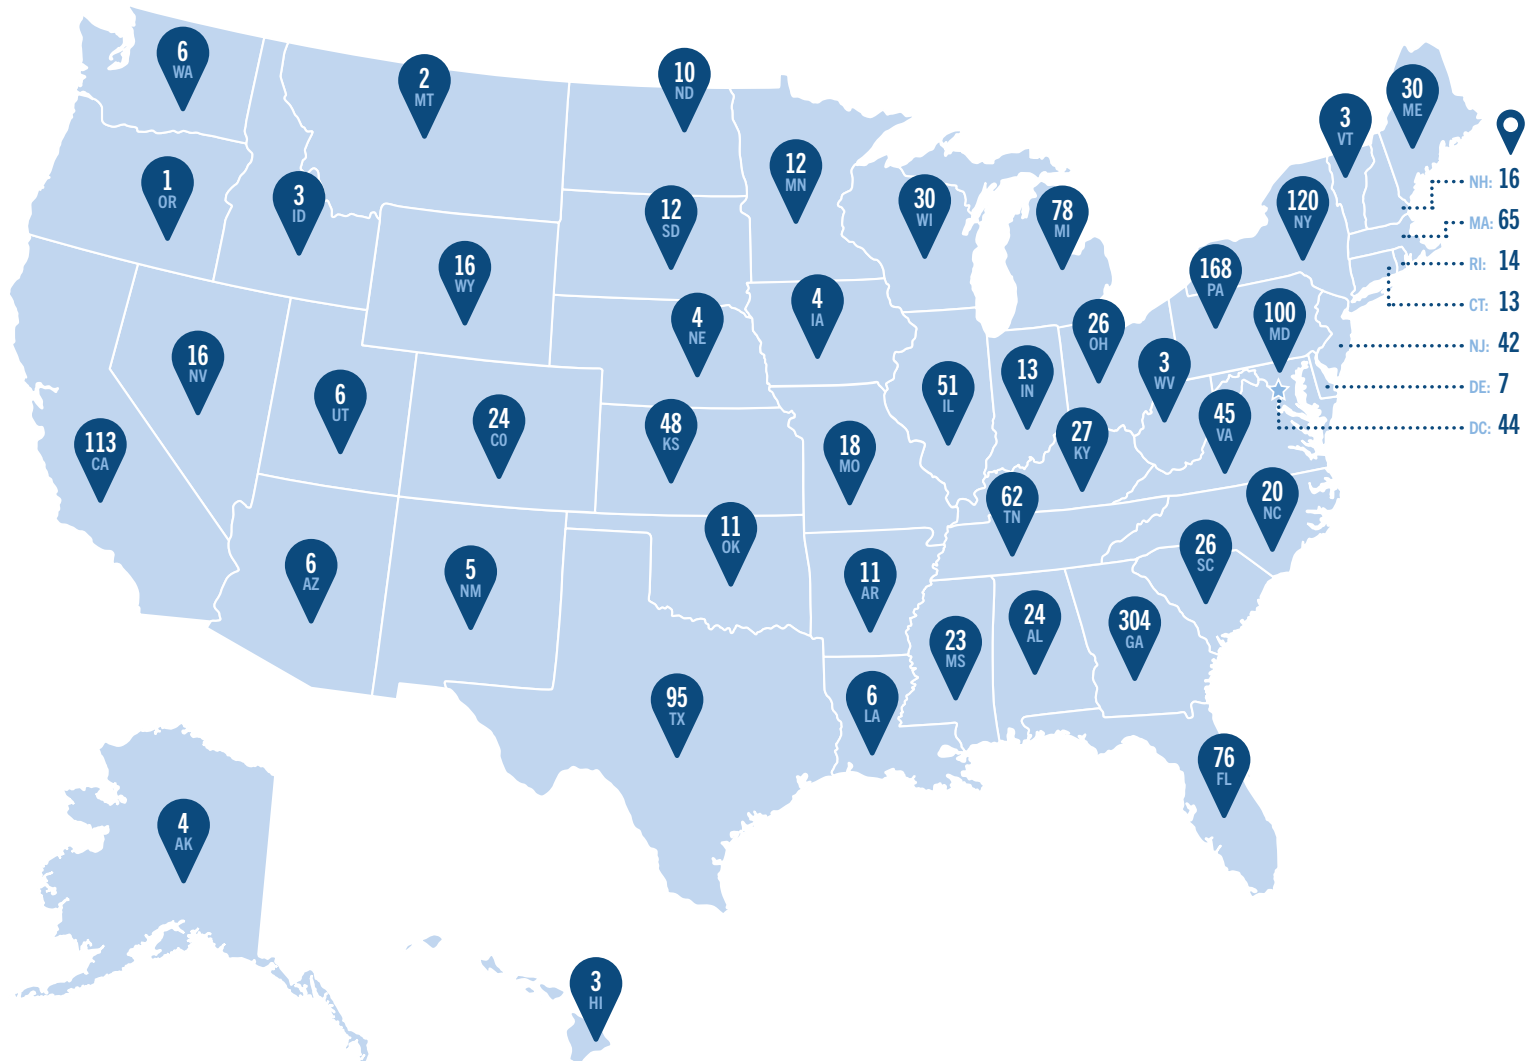 6
WA
2
MT
10
ND
30
ME
3
VT
12
MN
1
OR
3
ID
12
SD
30
WI
78
MI
120
NY
NH: 16
MA: 65
16
WY
168
PA
RI: 14
4
IA
4
NE
26
OH
100
MD
CT: 13
NJ: 42
16
NV
6
UT
13
IN
3
WV
51
IL
DE: 7
24
CO
48
KS
45
VA
DC: 44
113
CA
18
MO
27
KY
62
TN
20
NC
11
OK
26
SC
6
AZ
5
NM
11
AR
23
MS
24
AL
304
GA
95
TX
6
LA
76
FL
4
AK
3
HI